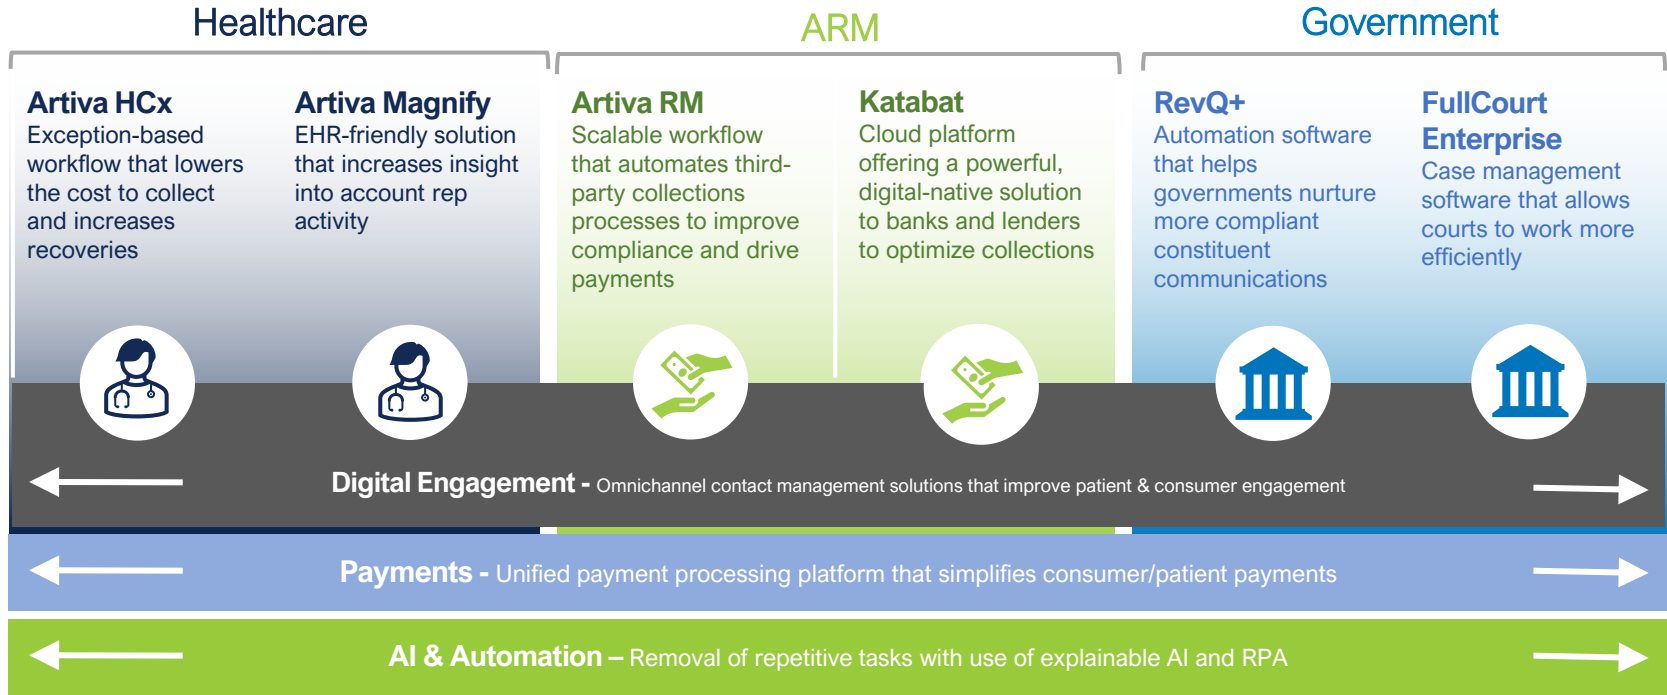 Healthcare
ARM
Government
Artiva HCx
Exception-based
workflow that lowers
the cost to collect
and increases
recoveries
Artiva Magnify
EHR-friendly solution
that increases insight
into account rep
activity
Artiva RM
Scalable workflow
that automates third-
party collections
processes to improve
compliance and drive
payments
Katabat
Cloud platform
offering a powerful,
digital-native solution
to banks and lenders
to optimize collections
RevQ+
Automation software
that helps
governments nurture
more compliant
constituent
communications
FullCourt
Enterprise
Case management
software that allows
courts to work more
efficiently
Digital Engagement - Omnichannel contact management solutions that improve patient & consumer engagement
Payments - Unified payment processing platform that simplifies consumer/patient payments
AI & Automation – Removal of repetitive tasks with use of explainable AI and RPA